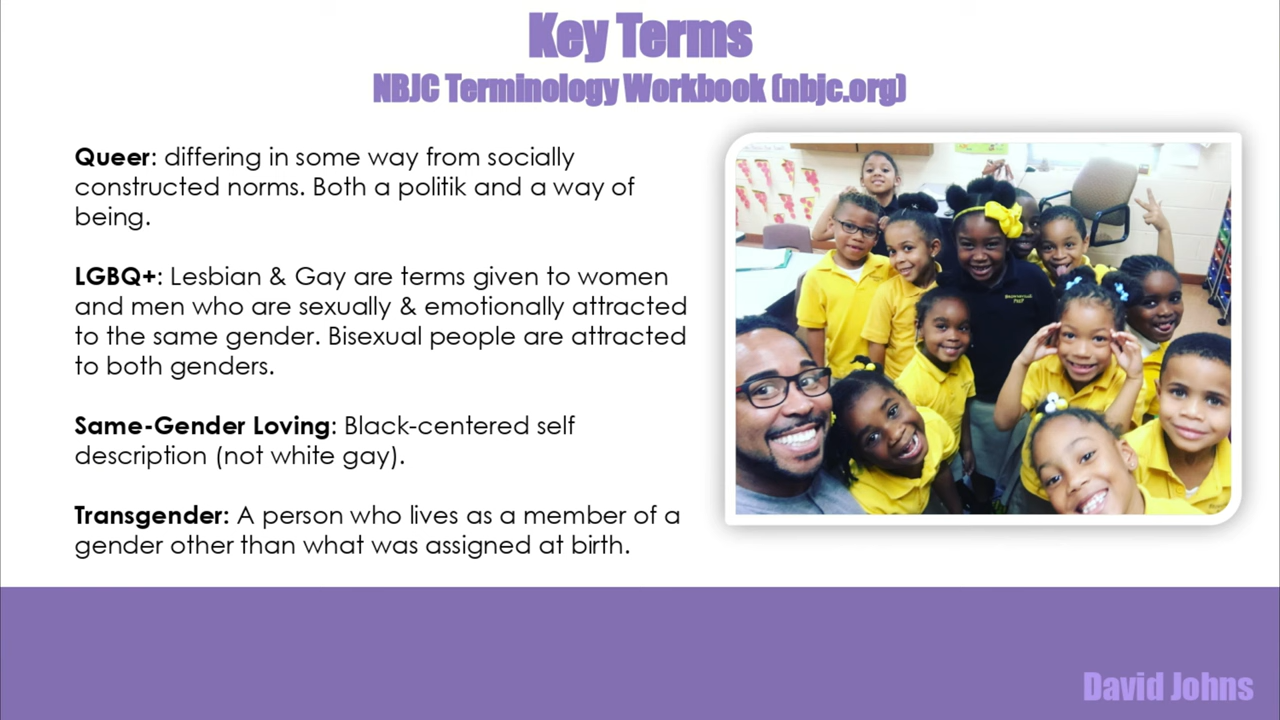 Key Terms
NBJC Terminology Workbook (nbjc.org)
Queer: differing in some way from socially
constructed norms. Both a politik and a way of
being.
LGBQ+: Lesbian & Gay are terms given to women
and men who are sexually & emotionally attracted
to the same gender. Bisexual people are attracted
to both genders.
Same-Gender Loving: Black-centered self
description (not white gay).
Transgender: A person who lives as a member of a
gender other than what was assigned at birth.
David Johns